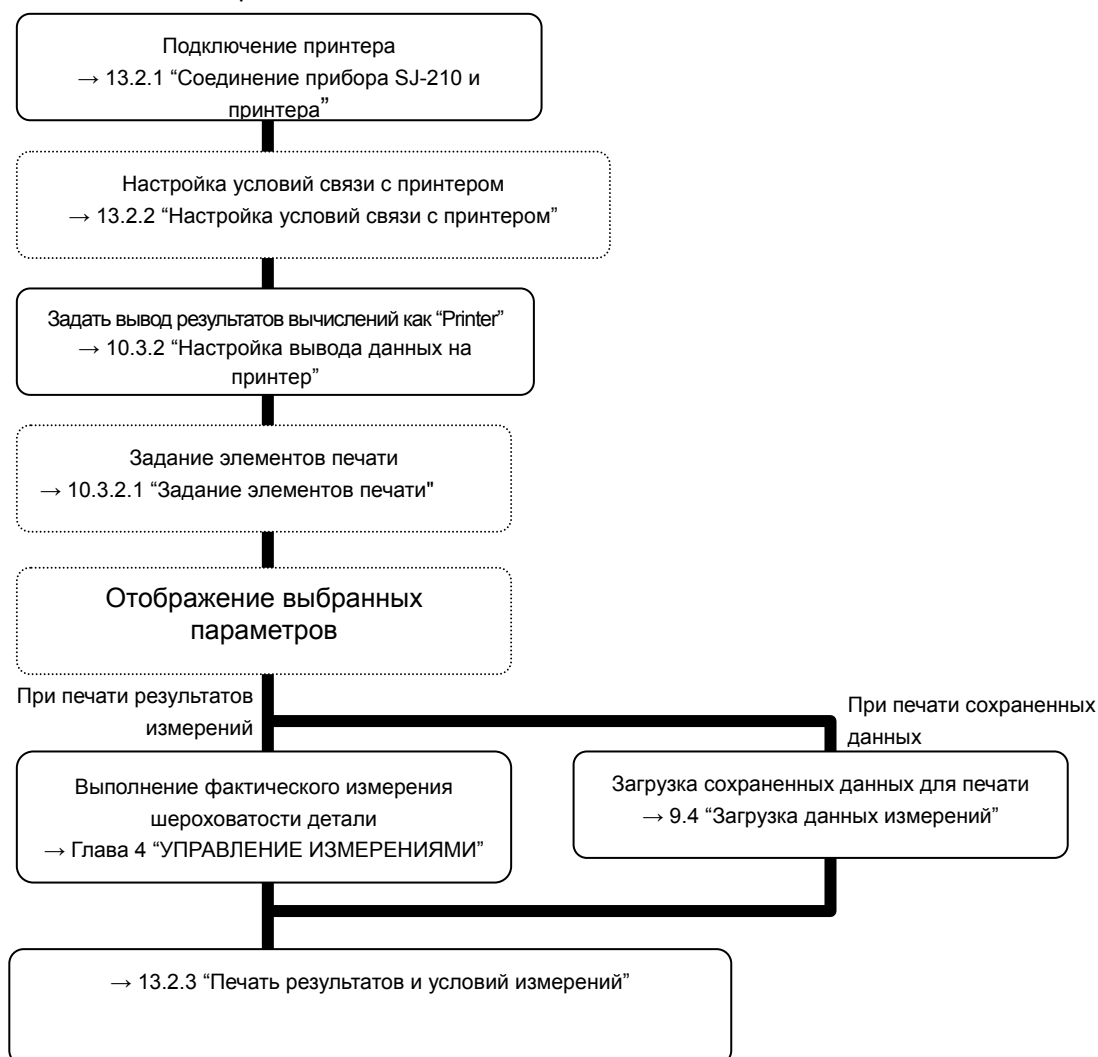 Подключение принтера
→ 13.2.1 “Соединение прибора SJ-210 и
принтера”
Настройка условий связи с принтером
→ 13.2.2 “Настройка условий связи с принтером”
Задать вывод результатов вычислений как “Printer”
→ 10.3.2 “Настройка вывода данных на
принтер”
Задание элементов печати
→ 10.3.2.1 “Задание элементов печати"
Отображение выбранных
параметров
При печати результатов
измерений
При печати сохраненных
данных
Выполнение фактического измерения
шероховатости детали
→ Глава 4 “УПРАВЛЕНИЕ ИЗМЕРЕНИЯМИ”
Загрузка сохраненных данных для печати
→ 9.4 “Загрузка данных измерений”
→ 13.2.3 “Печать результатов и условий измерений”